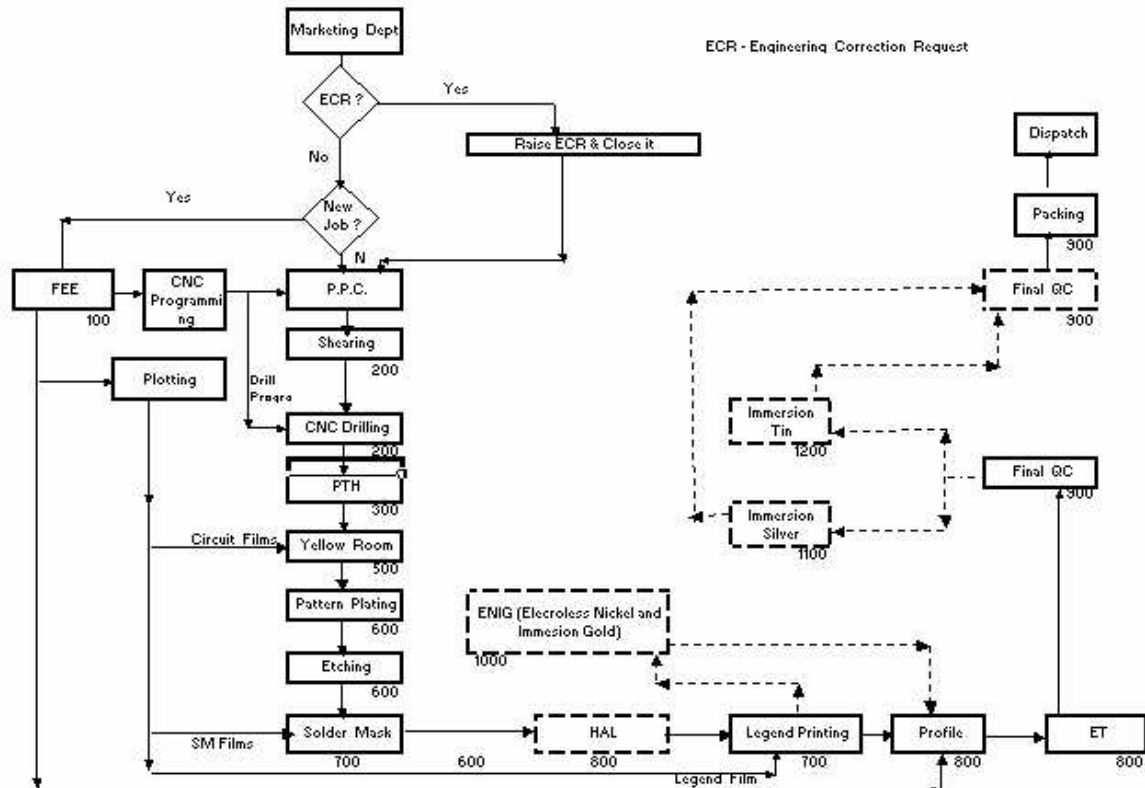 Marketing Dept
ECR - Engineering Correction Request
ECR ?
Yes
Raise ECR & Close it
No
Dispatch
Yes
New
Job ?
Packing
900
N
FEE
100
CNC
Programmi
ng
P.P.C.
Final QC
900
Shearing
200
Plotting
Drill
Progra
CNC Drilling
200
Immersion
Tin
1200
Final QC
900
PTH
300
Immersion
Silver
1100
Circuit Films
Yellow Room
500
Pattern Plating
600
ENIG (Elecroless Nickel and
Immesion Gold)
1000
Etching
600
SM Films
Solder Mask
700
600
HAL
800
Legend Printing
700
Profile
800
ET
800
Legend Film